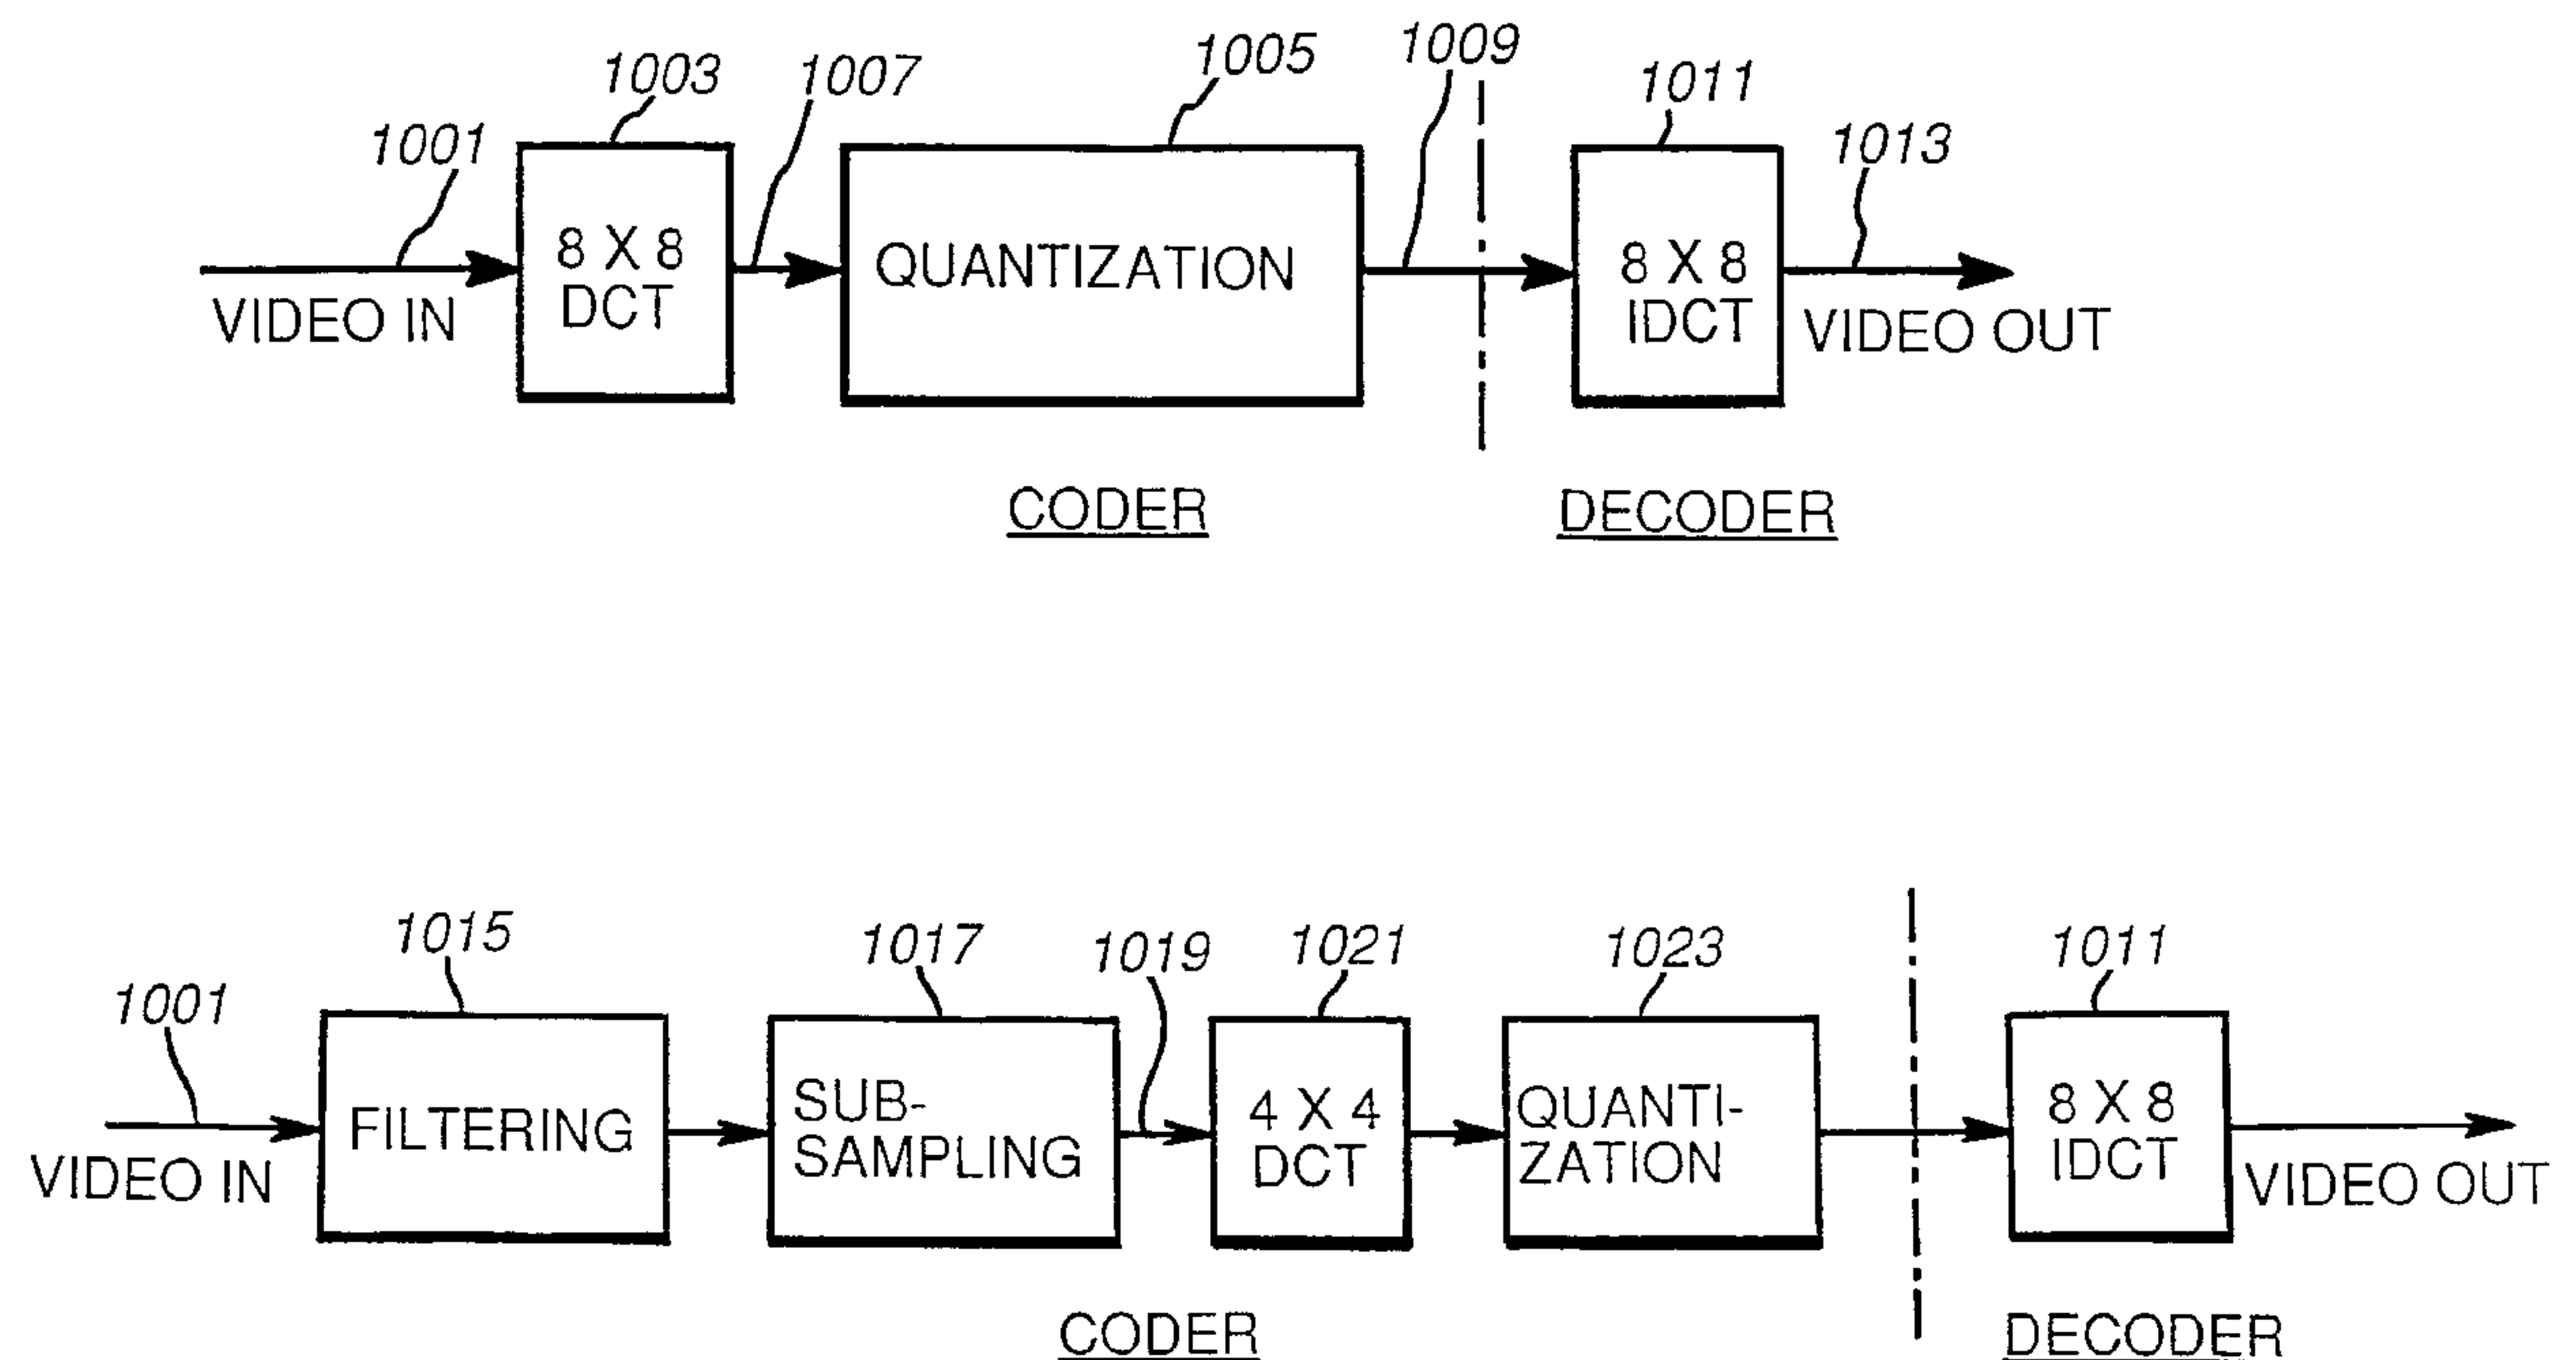 1003
1007
1005
1009
1011
1001
1013
8 X 8
DCT
QUANTIZATION
8 X 8
IDCT
VIDEO IN
VIDEO OUT
CODER
DECODER
1015
1017
1019
1021
1023
1011
1001
FILTERING
SUB-
SAMPLING
4 X 4
DCT
QUANTI-
ZATION
8 X 8
IDCT
VIDEO IN
VIDEO OUT
CODER
DECODER